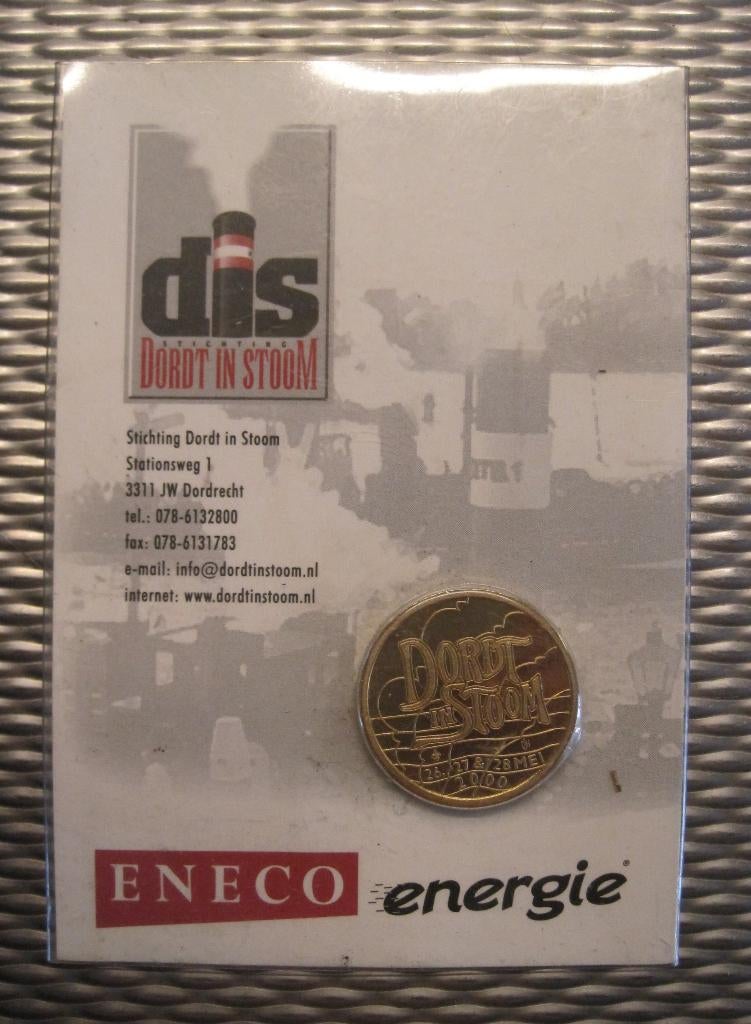 dis
STICHTING
DORDT IN STOOM
Stichting Dordt in Stoom
Stationsweg 1
3311 JW Dordrecht
tel.: 078-6132800
fax: 078-6131783
e-mail: info@dordtinstoom.nl
internet: www.dordtinstoom.nl
DORDT
IN STOOM
26, 27 & 28 MEI
2000
ENECO energie